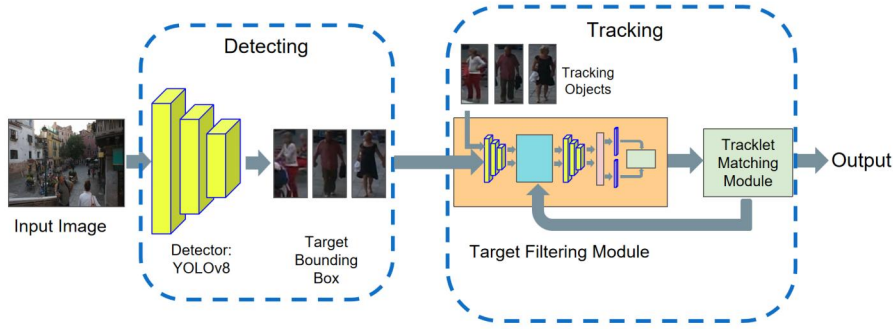 Detecting
Tracking
Tracking
Objects
Tracklet
Matching
Module
Output
Input Image
Detector:
YOLOv8
Target
Bounding
Box
Target Filtering Module